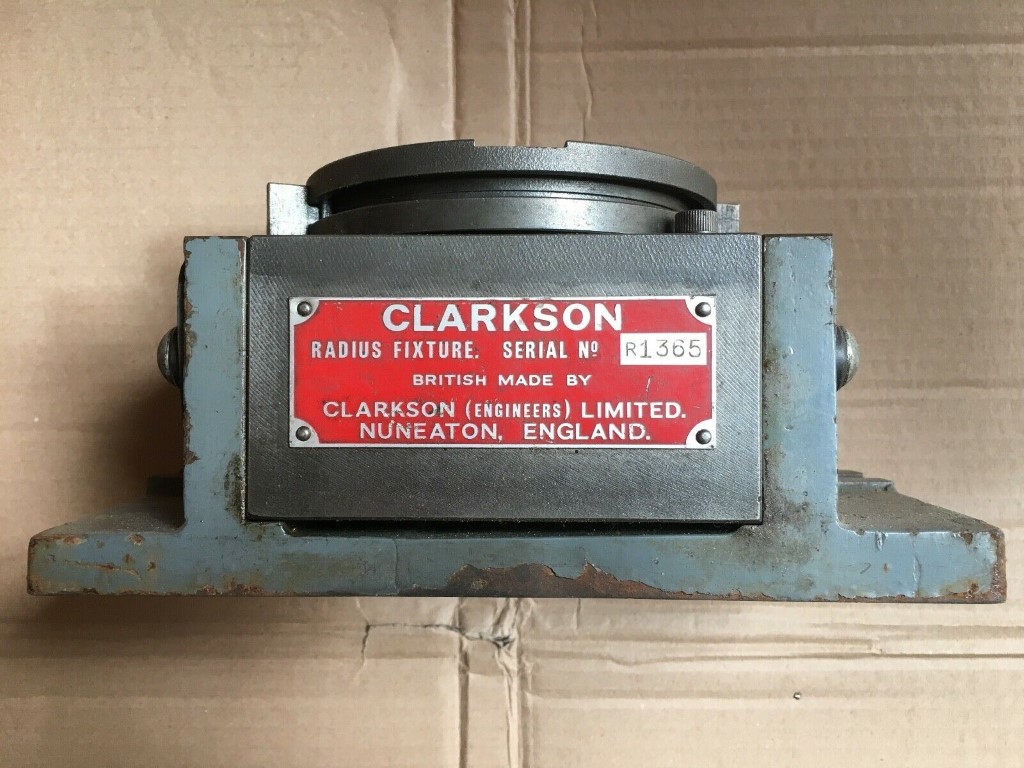 CLARKSON
RADIUS FIXTURE. SERIAL Nº R1365
BRITISH MADE BY
CLARKSON (ENGINEERS) LIMITED.
NUNEATON, ENGLAND.